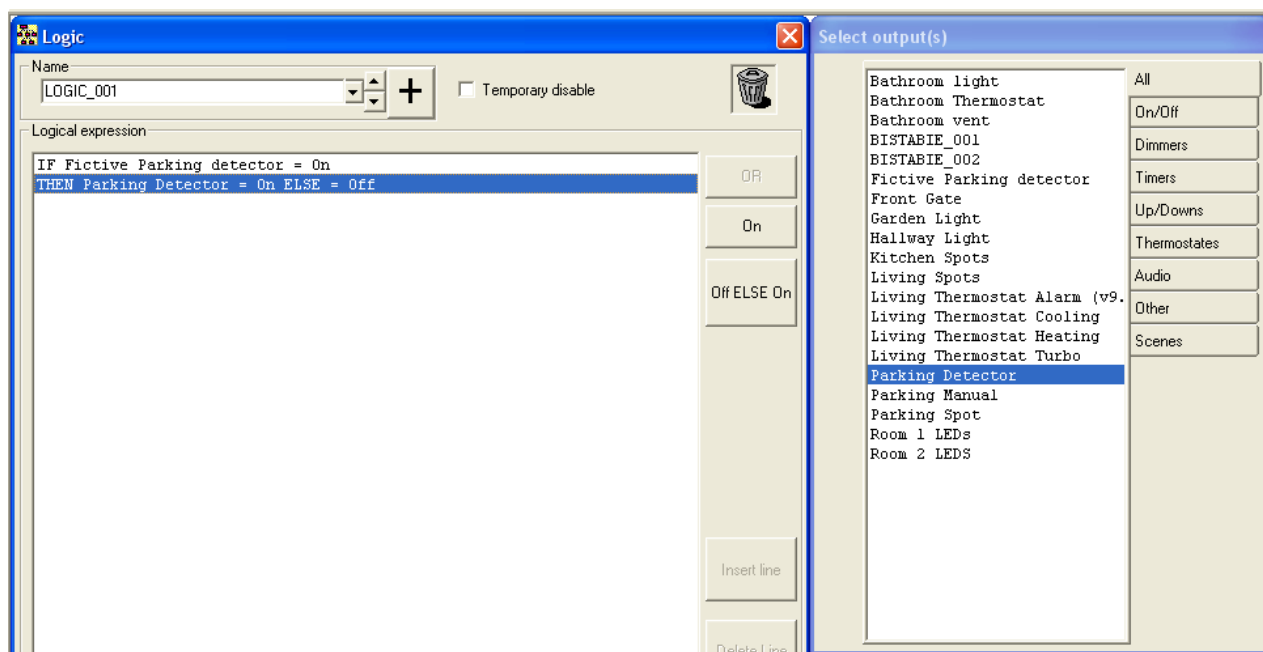 Logic
Name
LOGIC_001
+
Temporary disable
Logical expression
IF Fictive Parking detector = On
THEN Parking Detector = On ELSE = Off
OR
On
Off ELSE On
Insert line
Delete Line
Select output(s)
Bathroom light
Bathroom Thermostat
Bathroom vent
BISTABIE_001
BISTABIE_002
Fictive Parking detector
Front Gate
Garden Light
Hallway Light
Kitchen Spots
Living Spots
Living Thermostat Alarm (v9.
Living Thermostat Cooling
Living Thermostat Heating
Living Thermostat Turbo
Parking Detector
Parking Manual
Parking Spot
Room 1 LEDs
Room 2 LEDS
All
On/Off
Dimmers
Timers
Up/Downs
Thermostates
Audio
Other
Scenes